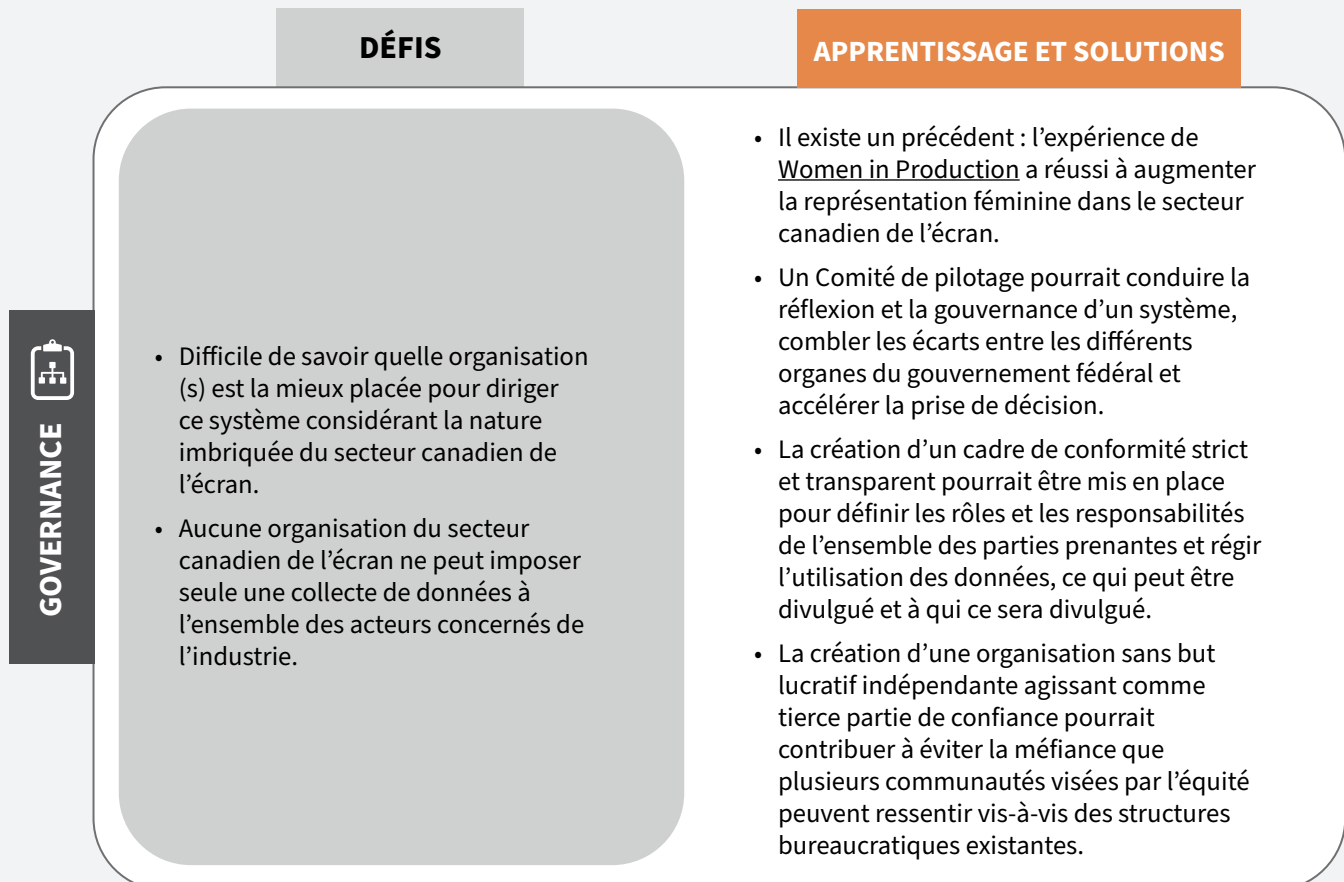 DÉFIS
APPRENTISSAGE ET SOLUTIONS
GOVERNANCE
• Difficile de savoir quelle organisation
(s) est la mieux placée pour diriger
ce système considérant la nature
imbriquée du secteur canadien de
l’écran.
• Aucune organisation du secteur
canadien de l’écran ne peut imposer
seule une collecte de données à
l’ensemble des acteurs concernés de
l’industrie.
• Il existe un précédent : l’expérience de
Women in Production a réussi à augmenter
la représentation féminine dans le secteur
canadien de l’écran.
• Un Comité de pilotage pourrait conduire la
réflexion et la gouvernance d’un système,
combler les écarts entre les différents
organes du gouvernement fédéral et
accélérer la prise de décision.
• La création d’un cadre de conformité strict
et transparent pourrait être mis en place
pour définir les rôles et les responsabilités
de l’ensemble des parties prenantes et régir
l’utilisation des données, ce qui peut être
divulgué et à qui ce sera divulgué.
• La création d’une organisation sans but
lucratif indépendante agissant comme
tierce partie de confiance pourrait
contribuer à éviter la méfiance que
plusieurs communautés visées par l’équité
peuvent ressentir vis-à-vis des structures
bureaucratiques existantes.